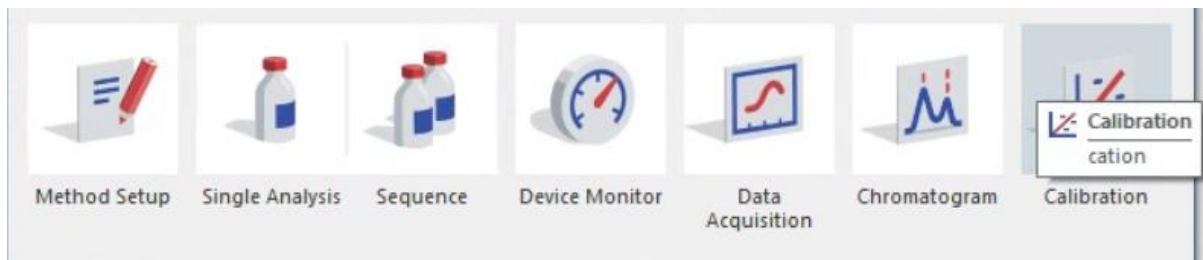 Method Setup
Single Analysis
Sequence
Device Monitor
Data
Acquisition
Chromatogram
Calibration
Calibration
cation